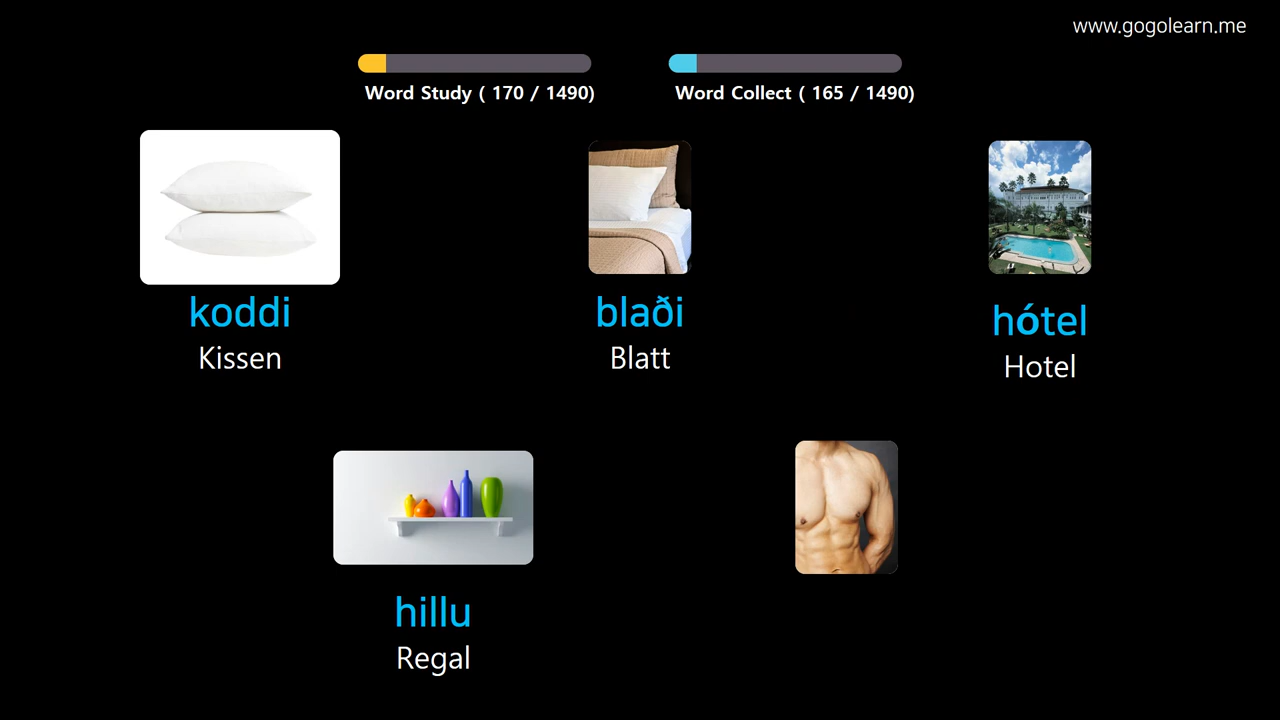 www.gogolearn.me
Word Study ( 170 / 1490)
Word Collect ( 165 / 1490)
koddi
Kissen
blaði
Blatt
hótel
Hotel
hillu
Regal